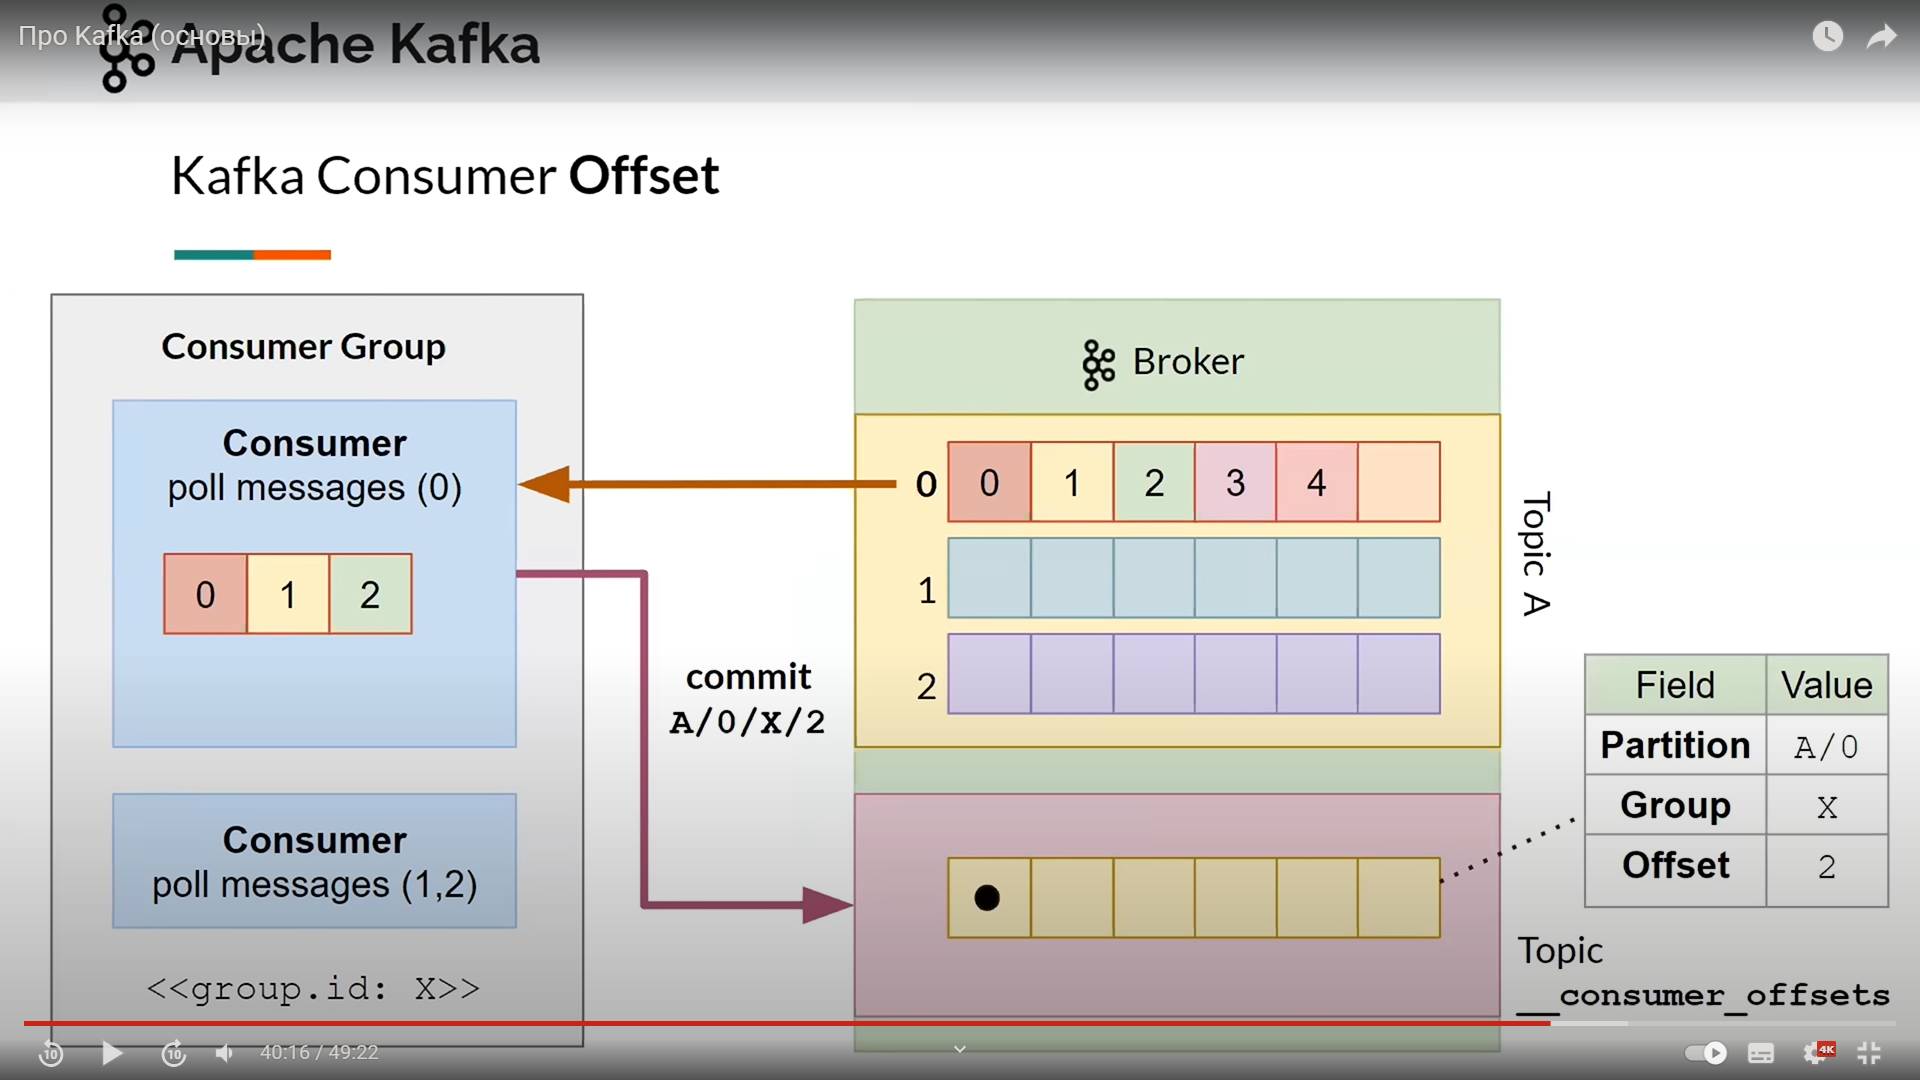 Про Kafka (основы)
Apache Kafka
Kafka Consumer Offset
Consumer Group
Consumer
poll messages (0)
0 1 2
Consumer
poll messages (1,2)
<<group.id: X>>
commit
A/0/X/2
Broker
0 0 1 2 3 4
1
2
Topic A
Field Value
Partition A/0
Group X
Offset 2
Topic
__consumer_offsets
10 10 40:16 / 49:22 4K